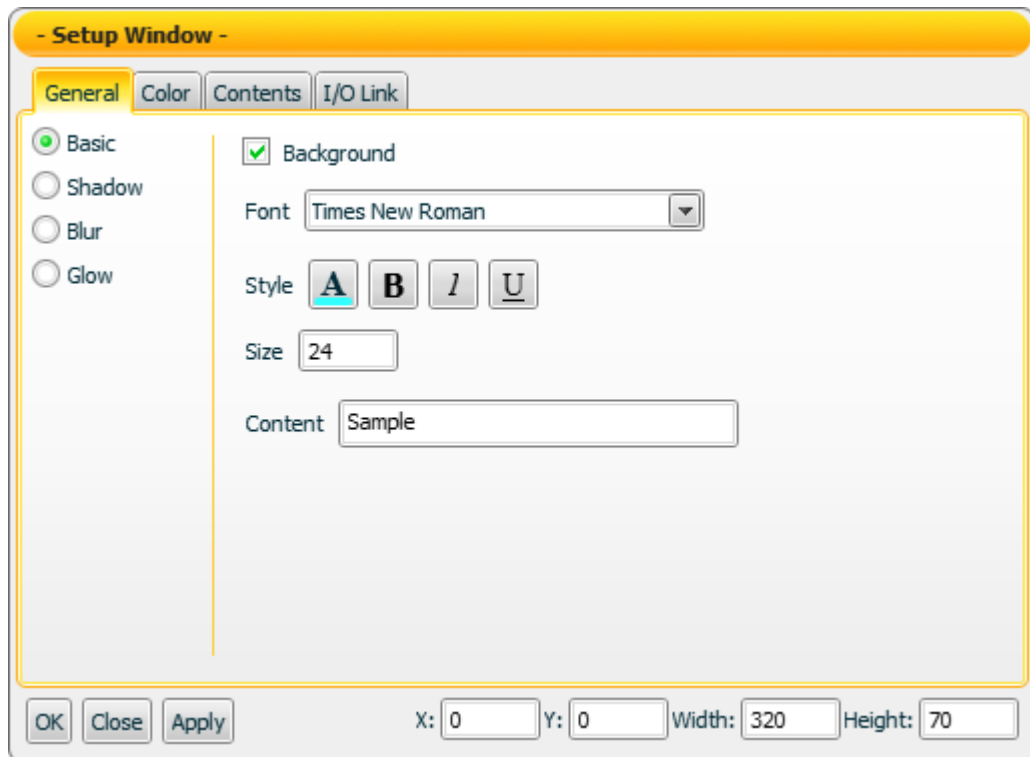 - Setup Window -
General Color Contents I/O Link
Basic
Shadow
Blur
Glow
Background
Font Times New Roman
Style A B I U
Size 24
Content Sample
OK Close Apply X: 0 Y: 0 Width: 320 Height: 70